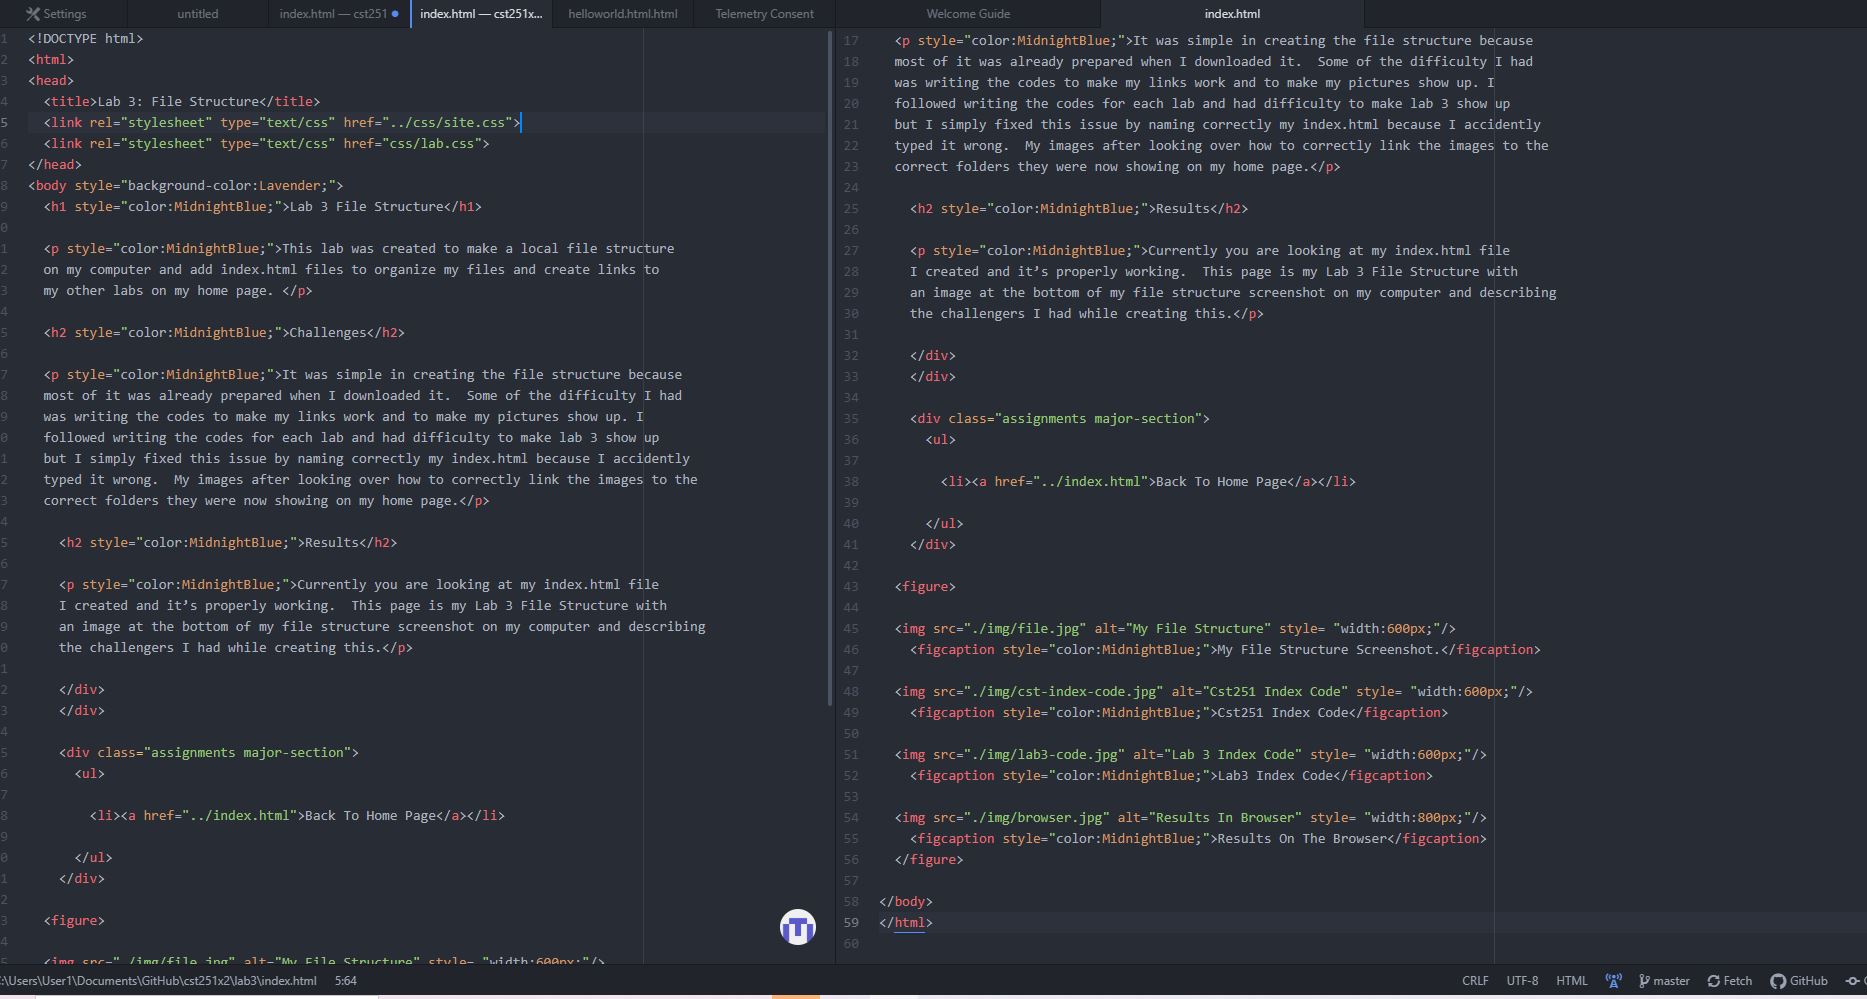 Settings
untitled
index.html — cst251
index.html — cst251x...
helloworld.html.html
Telemetry Consent
Welcome Guide
index.html
1 <!DOCTYPE html>
2 <html>
3 <head>
4 <title>Lab 3: File Structure</title>
5 <link rel="stylesheet" type="text/css" href="../css/site.css">
6 <link rel="stylesheet" type="text/css" href="css/lab.css">
7 </head>
8 <body style="background-color:Lavender;">
9 <h1 style="color:MidnightBlue;">Lab 3 File Structure</h1>
0
1 <p style="color:MidnightBlue;">This lab was created to make a local file structure
2 on my computer and add index.html files to organize my files and create links to
3 my other labs on my home page. </p>
4
5 <h2 style="color:MidnightBlue;">Challenges</h2>
6
7 <p style="color:MidnightBlue;">It was simple in creating the file structure because
8 most of it was already prepared when I downloaded it.  Some of the difficulty I had
9 was writing the codes to make my links work and to make my pictures show up. I
0 followed writing the codes for each lab and had difficulty to make lab 3 show up
1 but I simply fixed this issue by naming correctly my index.html because I accidently
2 typed it wrong.  My images after looking over how to correctly link the images to the
3 correct folders they were now showing on my home page.</p>
4
5 <h2 style="color:MidnightBlue;">Results</h2>
6
7 <p style="color:MidnightBlue;">Currently you are looking at my index.html file
8 I created and it’s properly working.  This page is my Lab 3 File Structure with
9 an image at the bottom of my file structure screenshot on my computer and describing
0 the challengers I had while creating this.</p>
1
2 </div>
3 </div>
4
5 <div class="assignments major-section">
6 <ul>
7
8 <li><a href="../index.html">Back To Home Page</a></li>
9
0 </ul>
1 </div>
2
3 <figure>
4
5 <img src="./img/file.jpg" alt="My File Structure" style= "width:600px;"/>
17 <p style="color:MidnightBlue;">It was simple in creating the file structure because
18 most of it was already prepared when I downloaded it.  Some of the difficulty I had
19 was writing the codes to make my links work and to make my pictures show up. I
20 followed writing the codes for each lab and had difficulty to make lab 3 show up
21 but I simply fixed this issue by naming correctly my index.html because I accidently
22 typed it wrong.  My images after looking over how to correctly link the images to the
23 correct folders they were now showing on my home page.</p>
24
25 <h2 style="color:MidnightBlue;">Results</h2>
26
27 <p style="color:MidnightBlue;">Currently you are looking at my index.html file
28 I created and it’s properly working.  This page is my Lab 3 File Structure with
29 an image at the bottom of my file structure screenshot on my computer and describing
30 the challengers I had while creating this.</p>
31
32 </div>
33 </div>
34
35 <div class="assignments major-section">
36 <ul>
37
38 <li><a href="../index.html">Back To Home Page</a></li>
39
40 </ul>
41 </div>
42
43 <figure>
44
45 <img src="./img/file.jpg" alt="My File Structure" style= "width:600px;"/>
46 <figcaption style="color:MidnightBlue;">My File Structure Screenshot.</figcaption>
47
48 <img src="./img/cst-index-code.jpg" alt="Cst251 Index Code" style= "width:600px;"/>
49 <figcaption style="color:MidnightBlue;">Cst251 Index Code</figcaption>
50
51 <img src="./img/lab3-code.jpg" alt="Lab 3 Index Code" style= "width:600px;"/>
52 <figcaption style="color:MidnightBlue;">Lab3 Index Code</figcaption>
53
54 <img src="./img/browser.jpg" alt="Results In Browser" style= "width:800px;"/>
55 <figcaption style="color:MidnightBlue;">Results On The Browser</figcaption>
56 </figure>
57
58 </body>
59 </html>
60
:\Users\User1\Documents\GitHub\cst251x2\lab3\index.html 5:64
CRLF UTF-8 HTML master Fetch GitHub